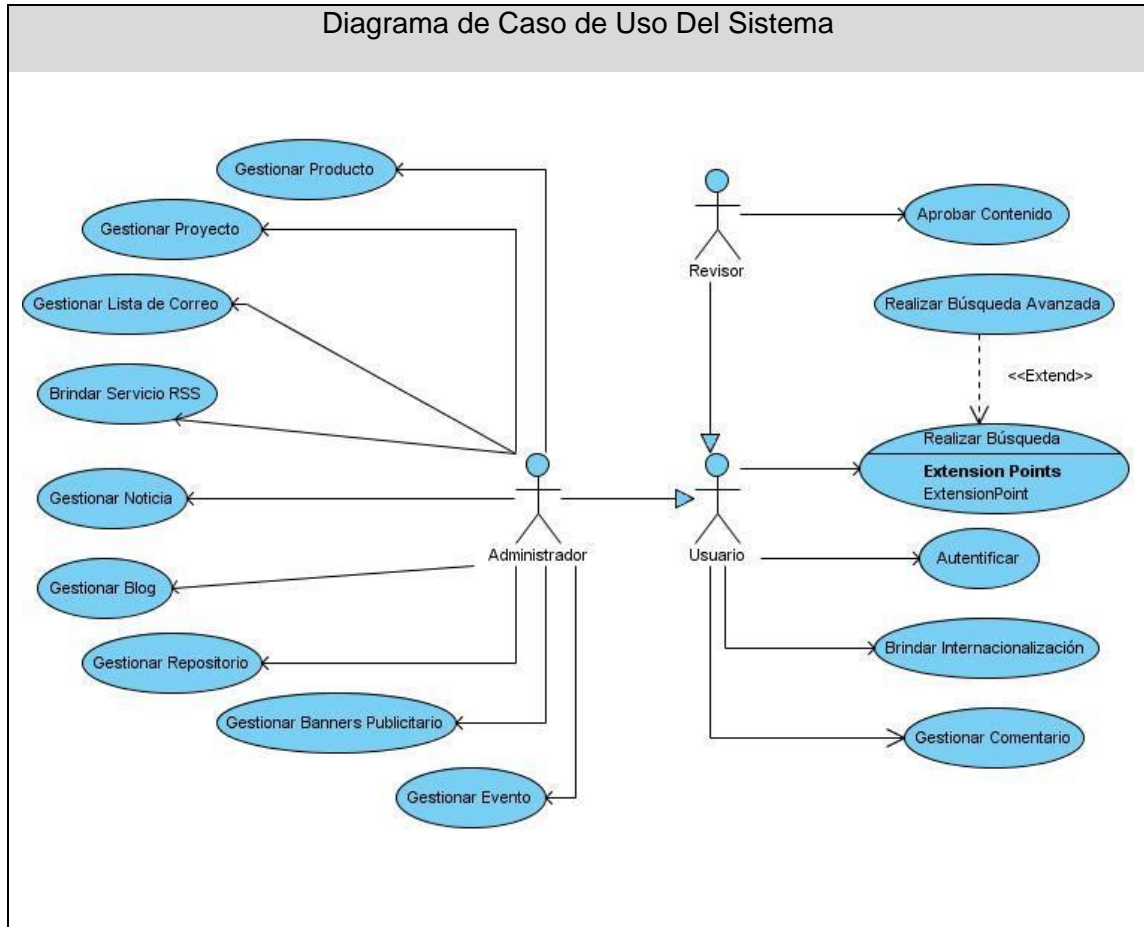 Diagrama de Caso de Uso Del Sistema
Gestionar Producto
Gestionar Proyecto
Gestionar Lista de Correo
Brindar Servicio RSS
Gestionar Noticia
Gestionar Blog
Gestionar Repositorio
Gestionar Banners Publicitario
Gestionar Evento
Administrador
Revisor
Usuario
Aprobar Contenido
Realizar Búsqueda Avanzada
<<Extend>>
Realizar Búsqueda
Extension Points
ExtensionPoint
Autentificar
Brindar Internacionalización
Gestionar Comentario